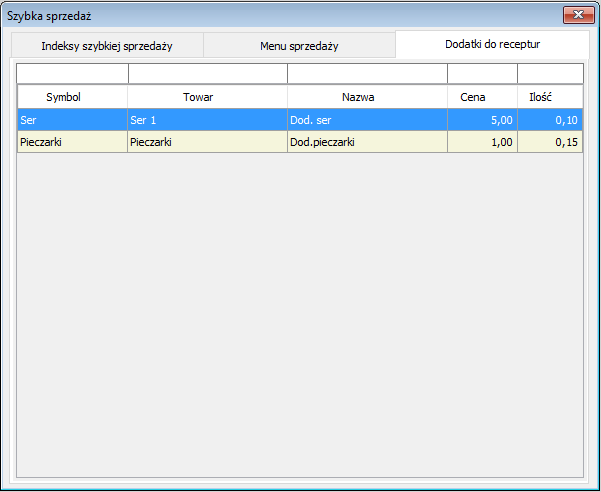 Szybka sprzedaż
Indeksy szybkiej sprzedaży Menu sprzedaży Dodatki do receptur
Symbol Towar Nazwa Cena Ilość
Ser Ser 1 Dod. ser 5,00 0,10
Pieczarki Pieczarki Dod.pieczarki 1,00 0,15